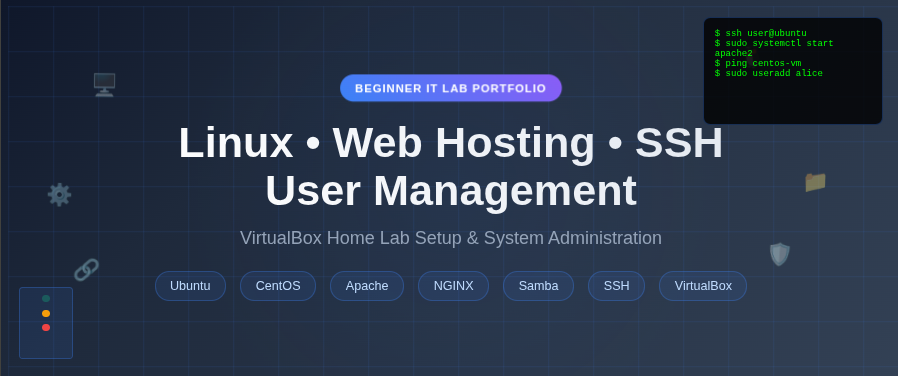 $ ssh user@ubuntu
$ sudo systemctl start
apache2
$ ping centos-vm
$ sudo useradd alice
BEGINNER IT LAB PORTFOLIO
Linux • Web Hosting • SSH
User Management
VirtualBox Home Lab Setup & System Administration
Ubuntu
CentOS
Apache
NGINX
Samba
SSH
VirtualBox